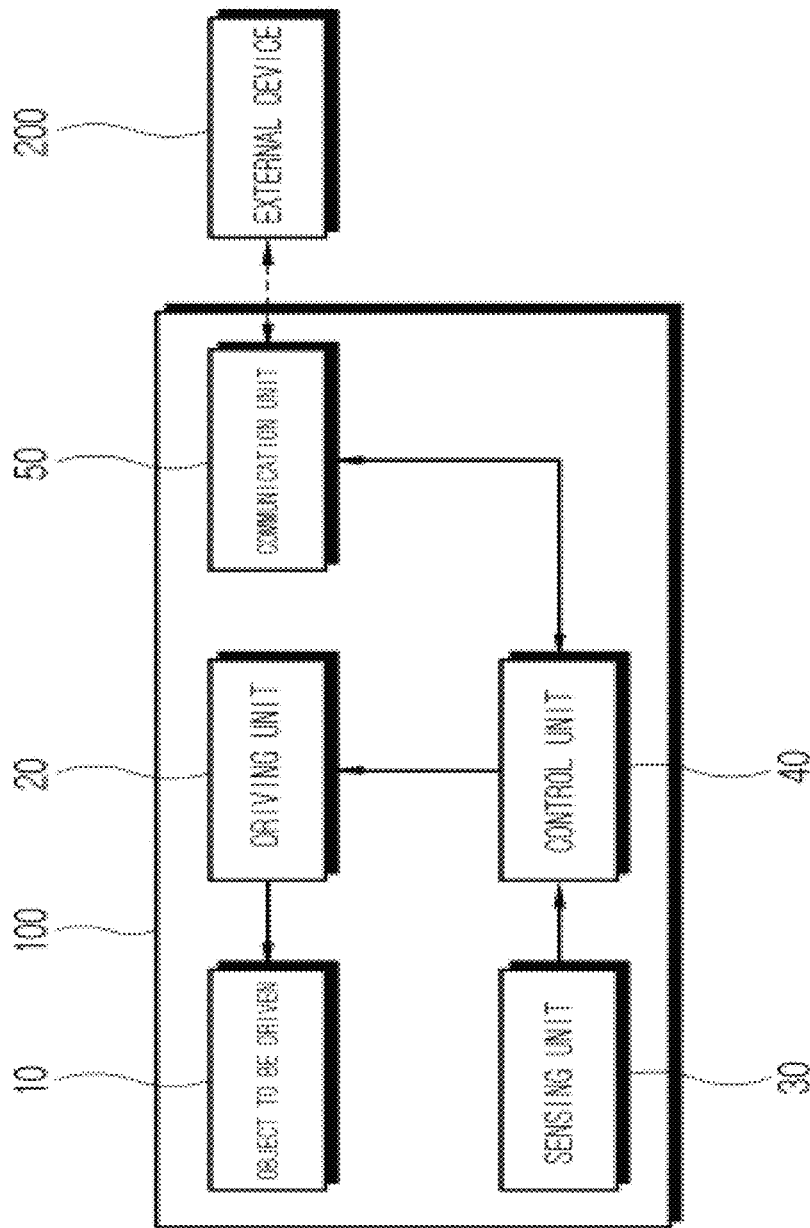 10
100
20
50
200
OBJECT TO BE DRIVEN
DRIVING UNIT
COMMUNICATION UNIT
EXTERNAL DEVICE
SENSING UNIT
CONTROL UNIT
30
40